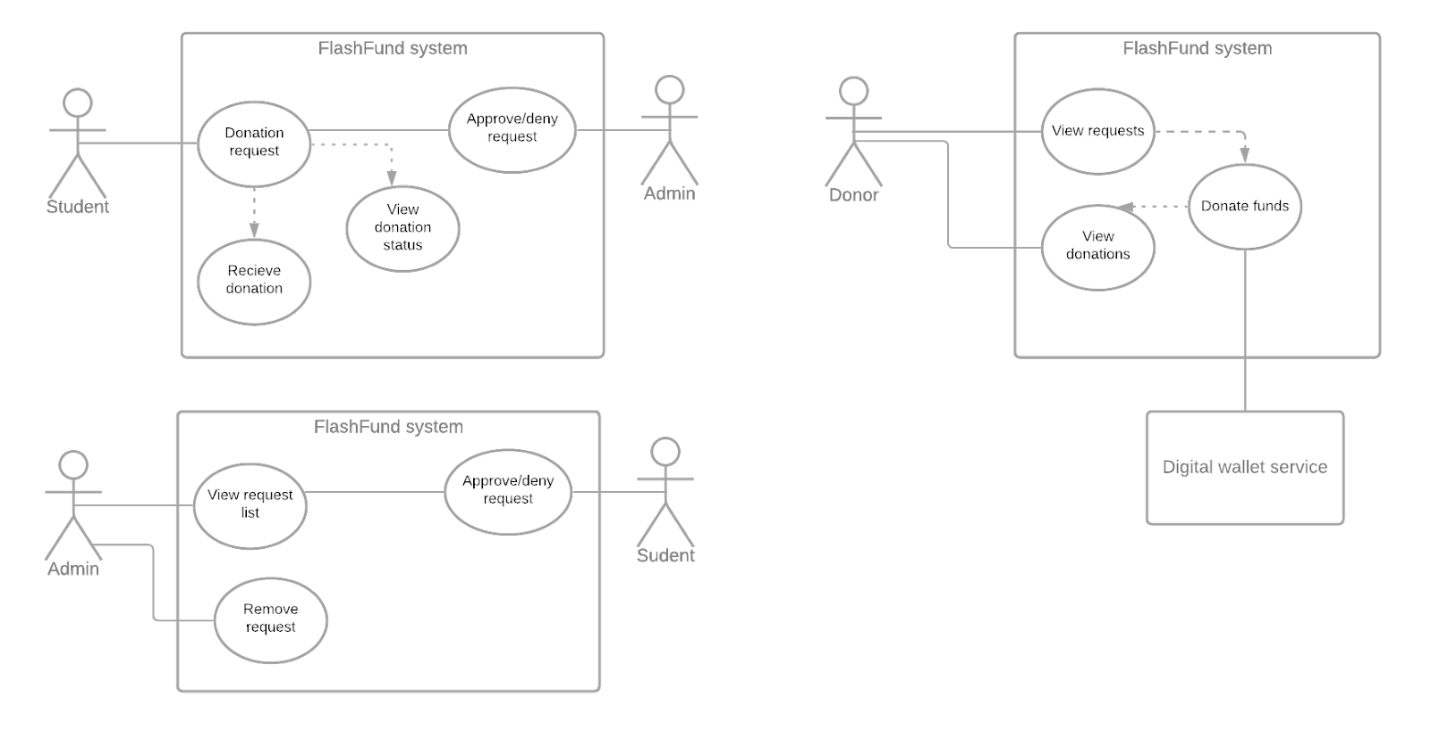 FlashFund system
Donation
request
Approve/deny
request
View
donation
status
Recieve
donation
Student
Admin
FlashFund system
View requests
Donate funds
View
donations
Donor
Digital wallet service
FlashFund system
View request
list
Approve/deny
request
Remove
request
Admin
Sudent